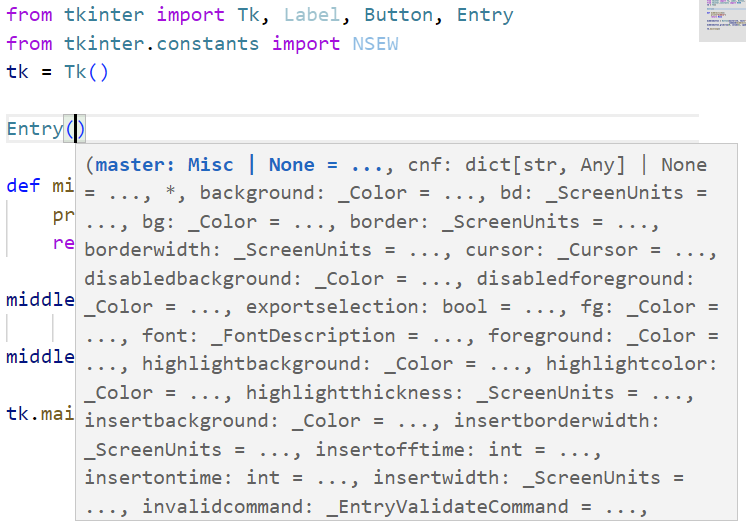 from tkinter import Tk, Label, Button, Entry
from tkinter.constants import NSEW
tk = Tk()
Entry()
(master: Misc | None = ..., cnf: dict[str, Any] | None
= ..., *, background: _Color = ..., bd: _ScreenUnits =
..., bg: _Color = ..., border: _ScreenUnits = ...,
borderwidth: _ScreenUnits = ..., cursor: _Cursor = ...,
disabledbackground: _Color = ..., disabledforeground:
_Color = ..., exportselection: bool = ..., fg: _Color =
..., font: _FontDescription = ..., foreground: _Color =
..., highlightbackground: _Color = ..., highlightcolor:
_Color = ..., highlightthickness: _ScreenUnits = ...,
insertbackground: _Color = ..., insertborderwidth:
_ScreenUnits = ..., insertofftime: int = ...,
insertontime: int = ..., insertwidth: _ScreenUnits =
..., invalidcommand: _EntryValidateCommand = ...,
def mi
pr
re
middle
middle
tk.mai